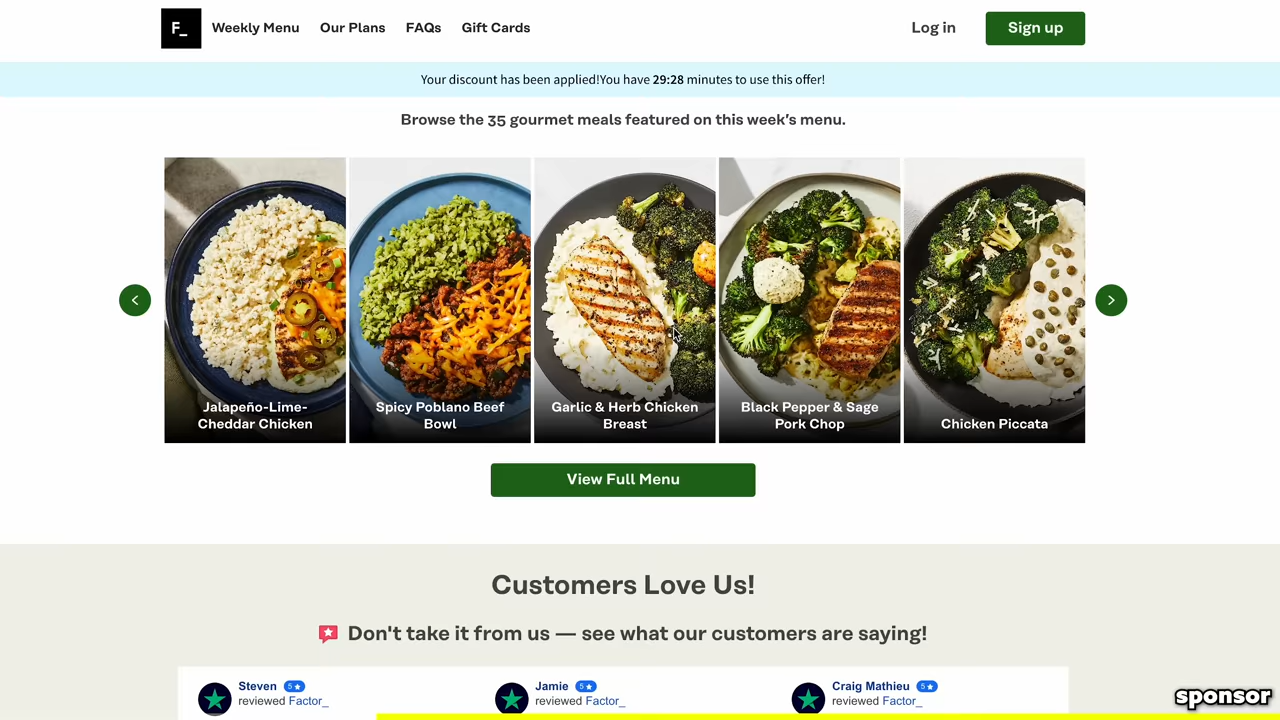 F_
Weekly Menu Our Plans FAQs Gift Cards Log in Sign up
Your discount has been applied!You have 29:28 minutes to use this offer!
Browse the 35 gourmet meals featured on this week's menu.
Jalapeño-Lime-
Cheddar Chicken
Spicy Poblano Beef
Bowl
Garlic & Herb Chicken
Breast
Black Pepper & Sage
Pork Chop
Chicken Piccata
View Full Menu
Customers Love Us!
Don't take it from us — see what our customers are saying!
Steven 5
reviewed Factor_
Jamie 5
reviewed Factor_
Craig Mathieu 5
reviewed Factor_
sponsor